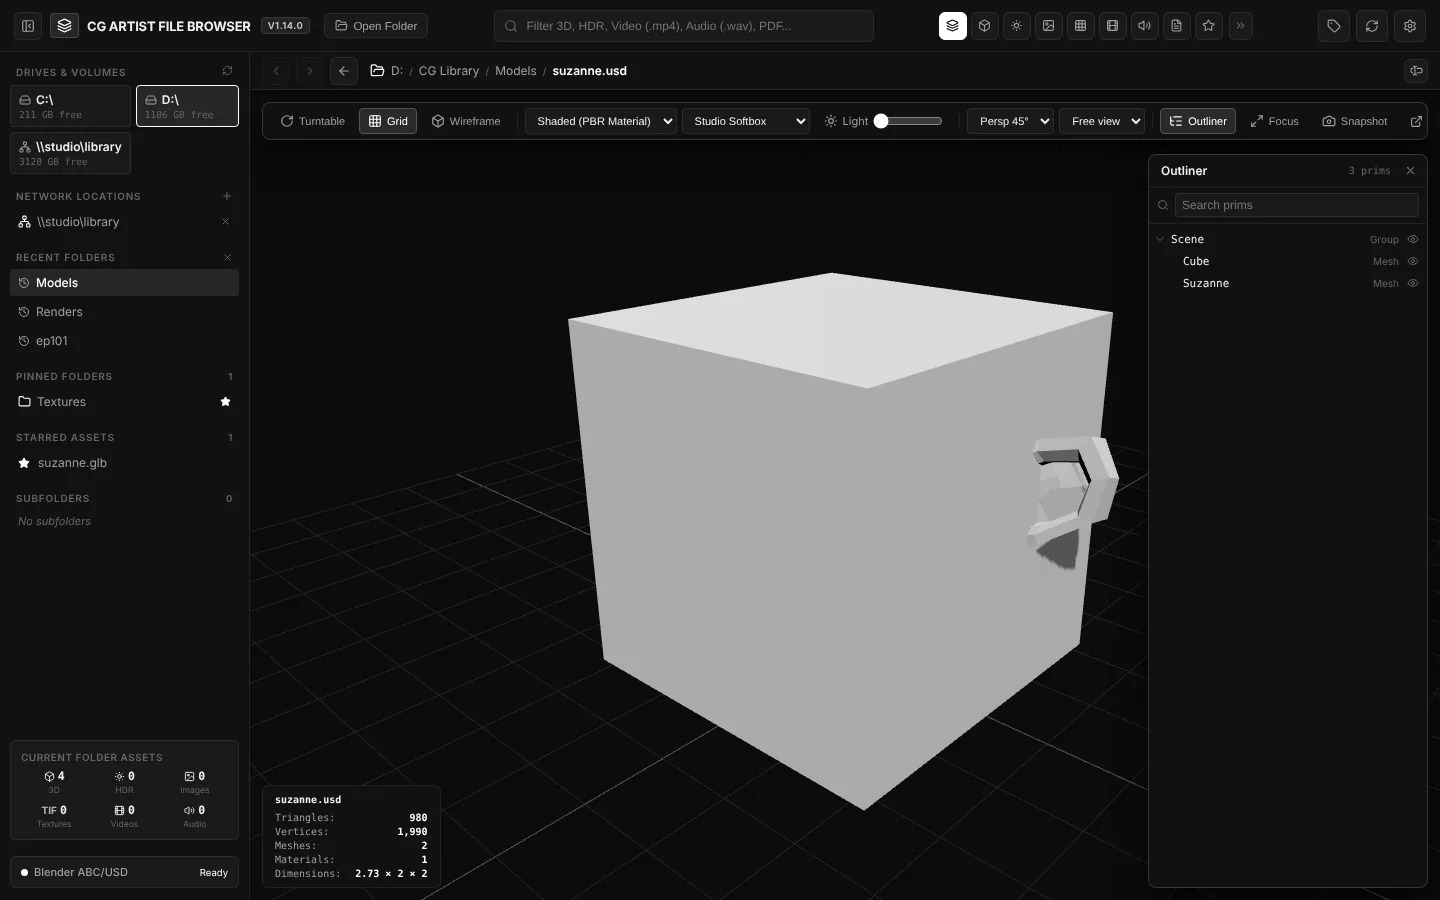 CG ARTIST FILE BROWSER V1.14.0 Open Folder Filter 3D, HDR, Video (.mp4), Audio (.wav), PDF...
DRIVES & VOLUMES
C:\
211 GB free
D:\
1186 GB free
\\studio\library
3120 GB free
NETWORK LOCATIONS
\\studio\library
RECENT FOLDERS
Models
Renders
ep101
PINNED FOLDERS 1
Textures
STARRED ASSETS 1
suzanne.glb
SUBFOLDERS 0
No subfolders
CURRENT FOLDER ASSETS
4 0 0
3D HDR Images
TIF 0 0 0
Textures Videos Audio
Blender ABC/USD Ready
D: / CG Library / Models / suzanne.usd
Turntable Grid Wireframe Shaded (PBR Material) Studio Softbox Light Persp 45° Free view Outliner Focus Snapshot
suzanne.usd
Triangles: 980
Vertices: 1,990
Meshes: 2
Materials: 1
Dimensions: 2.73 × 2 × 2
Outliner 3 prims
Search prims
Scene Group
Cube Mesh
Suzanne Mesh